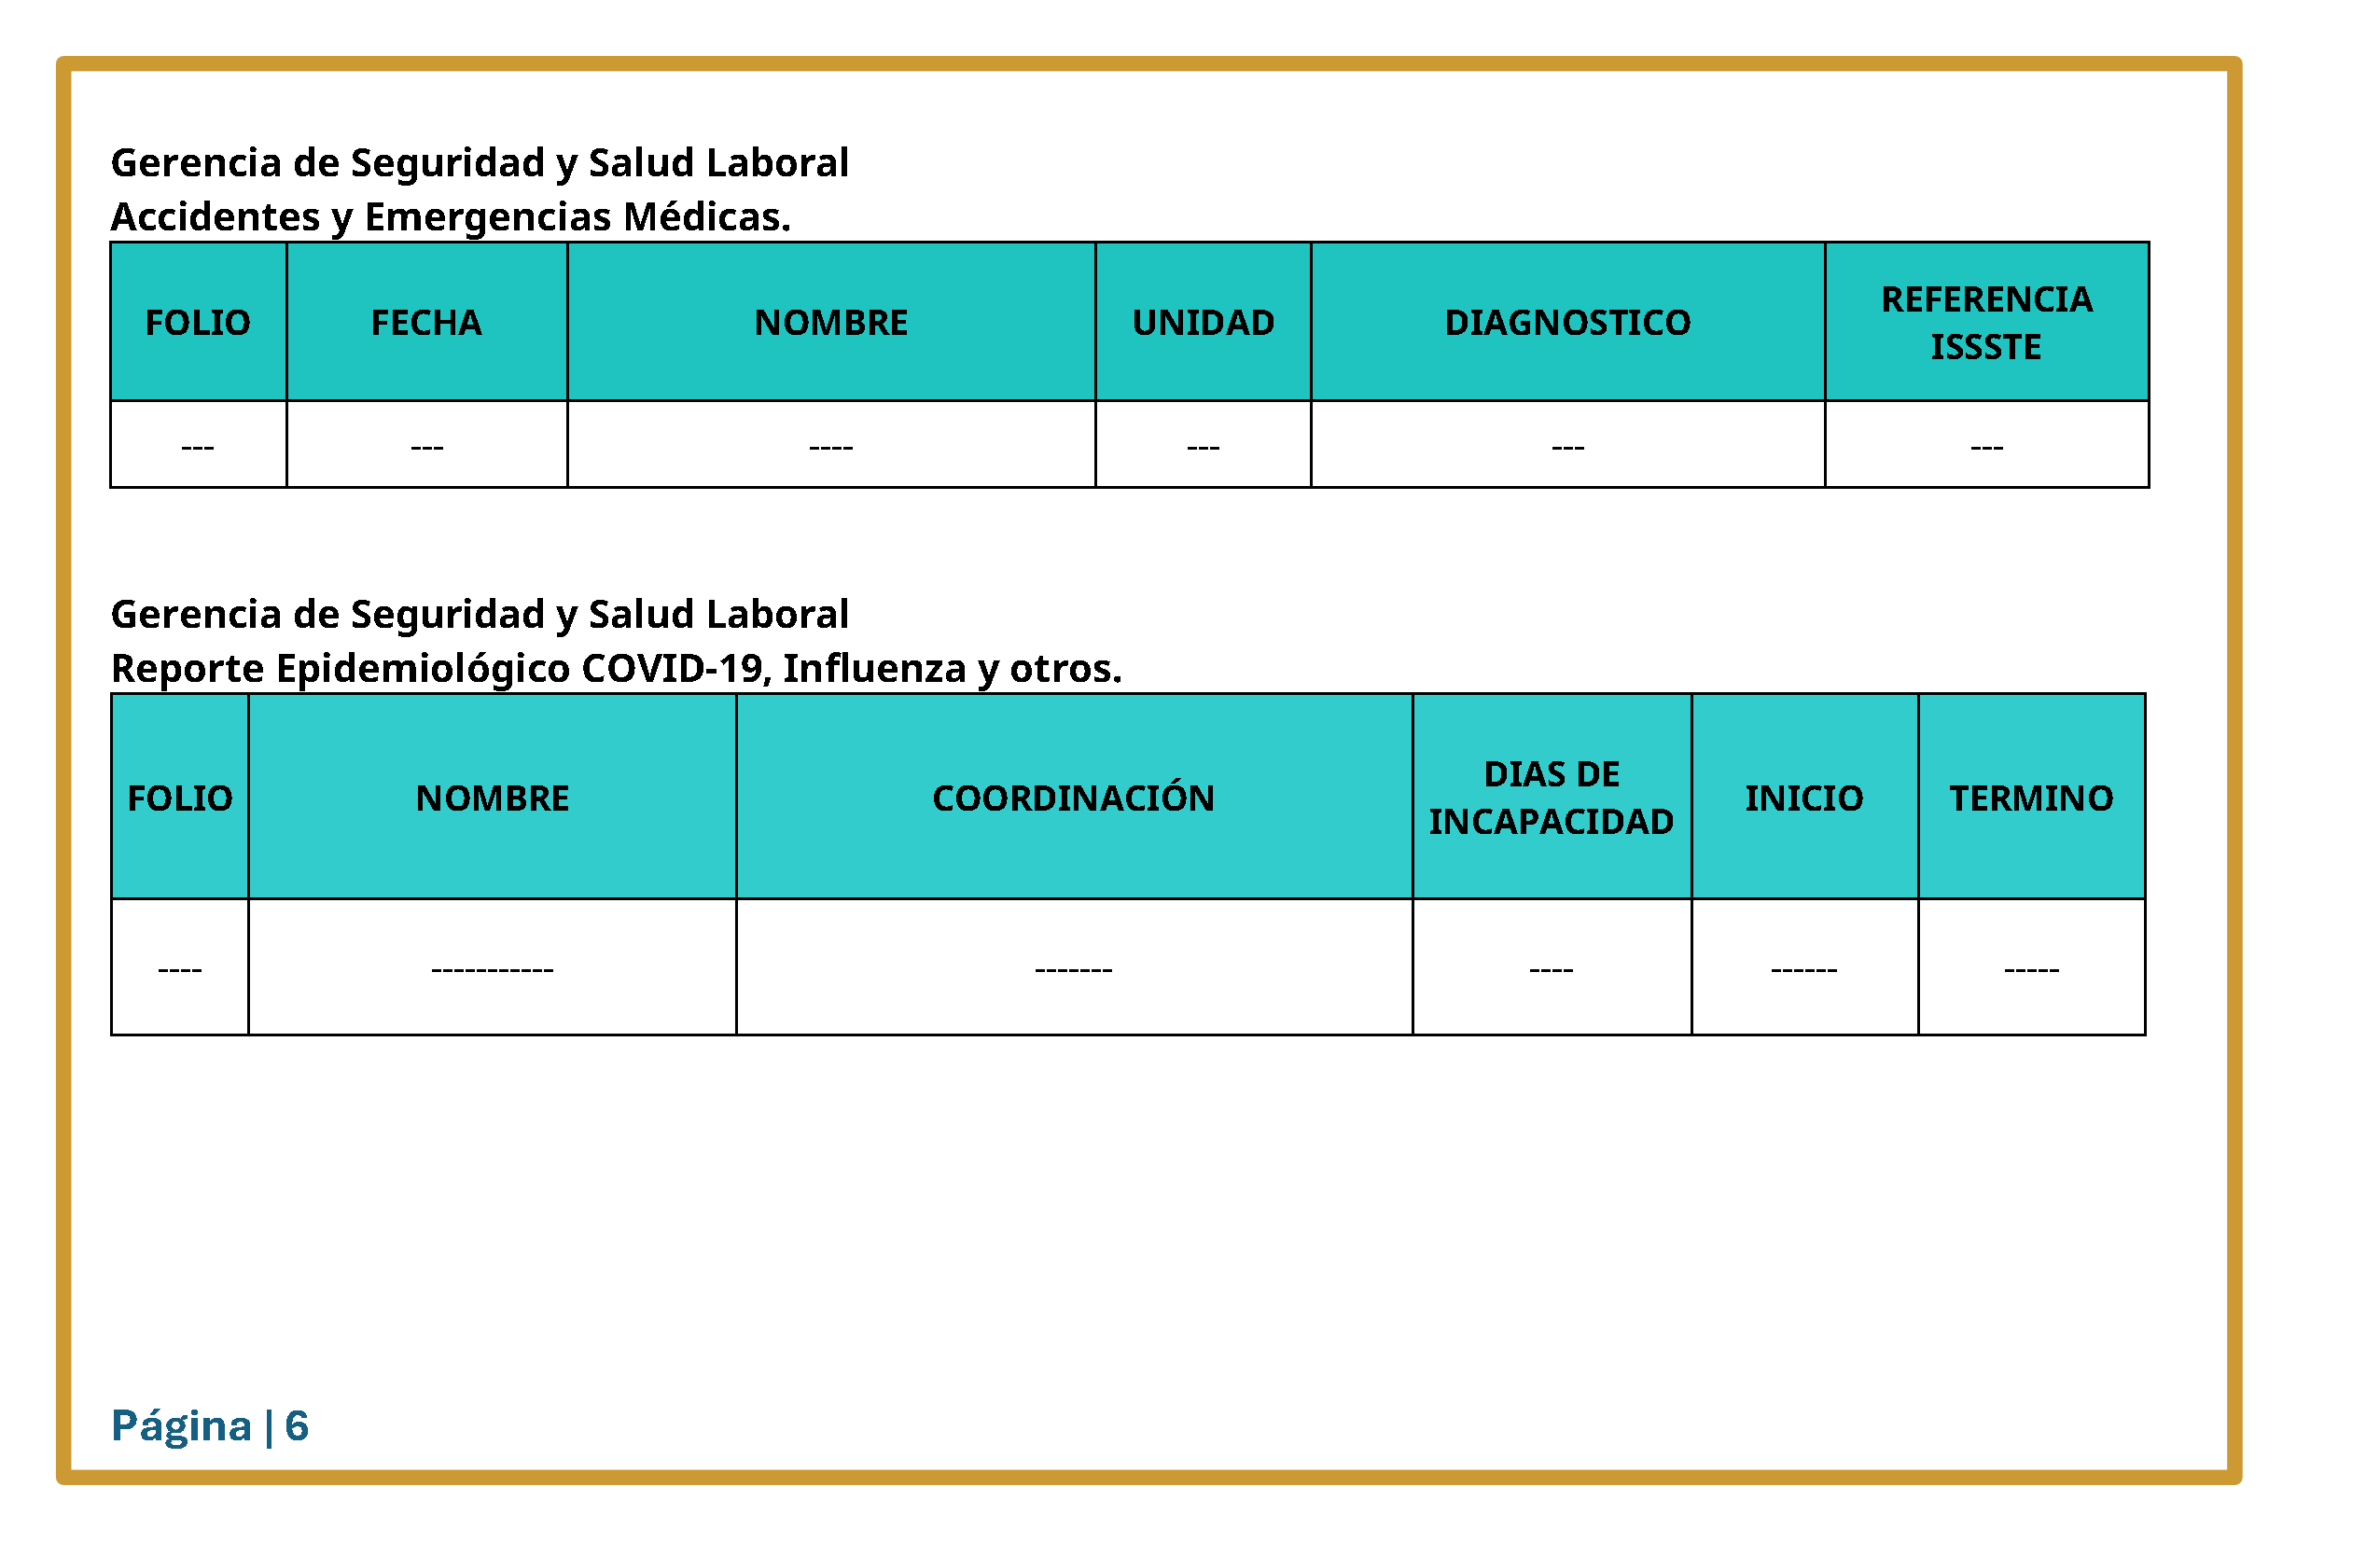 Gerencia de Seguridad y Salud Laboral
Accidentes y Emergencias Médicas.
FOLIO FECHA NOMBRE UNIDAD DIAGNOSTICO REFERENCIA ISSSTE
--- --- ---- --- --- ---
Gerencia de Seguridad y Salud Laboral
Reporte Epidemiológico COVID-19, Influenza y otros.
FOLIO NOMBRE COORDINACIÓN DIAS DE INCAPACIDAD INICIO TERMINO
---- ----------- ------- ---- ------ -----
Página | 6